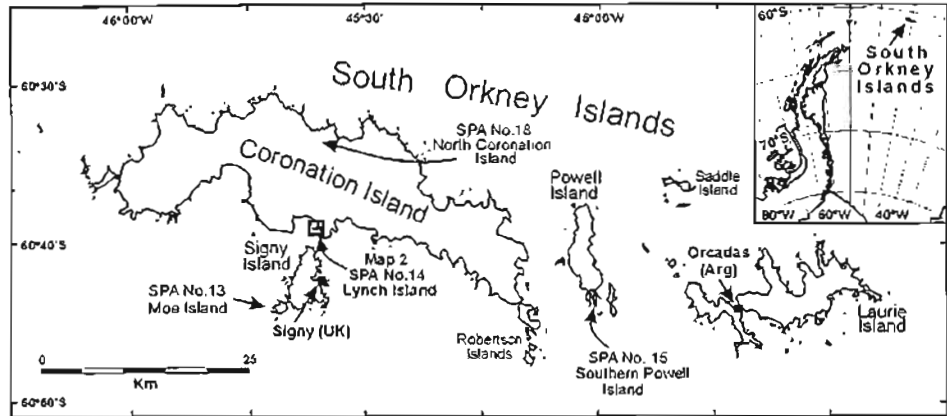 46°00'W
45°30'W
45°00'W
60°S
South
Orkney
Islands
70°S
80°W
60°W
40°W
60°30'S
South Orkney Islands
SPA No.18
North Coronation
Island
Coronation Island
Powell
Island
Saddle
Island
60°40'S
Signy
Island
Map 2
SPA No.14
Lynch Island
Orcadas
(Arg)
SPA No.13
Moe Island
Signy (UK)
Laurie
Island
Robertson
Islands
SPA No. 15
Southern Powell
Island
0
25
Km